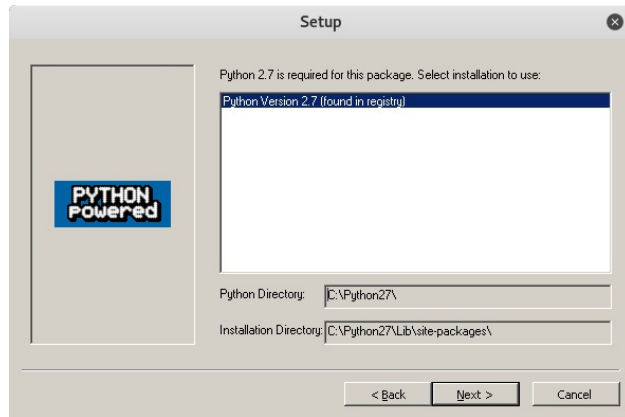 Setup
Python 2.7 is required for this package. Select installation to use:
Python Version 2.7 (found in registry)
PYTHON
Powered
Python Directory: C:\Python27\
Installation Directory: C:\Python27\Lib\site-packages\
< Back Next > Cancel